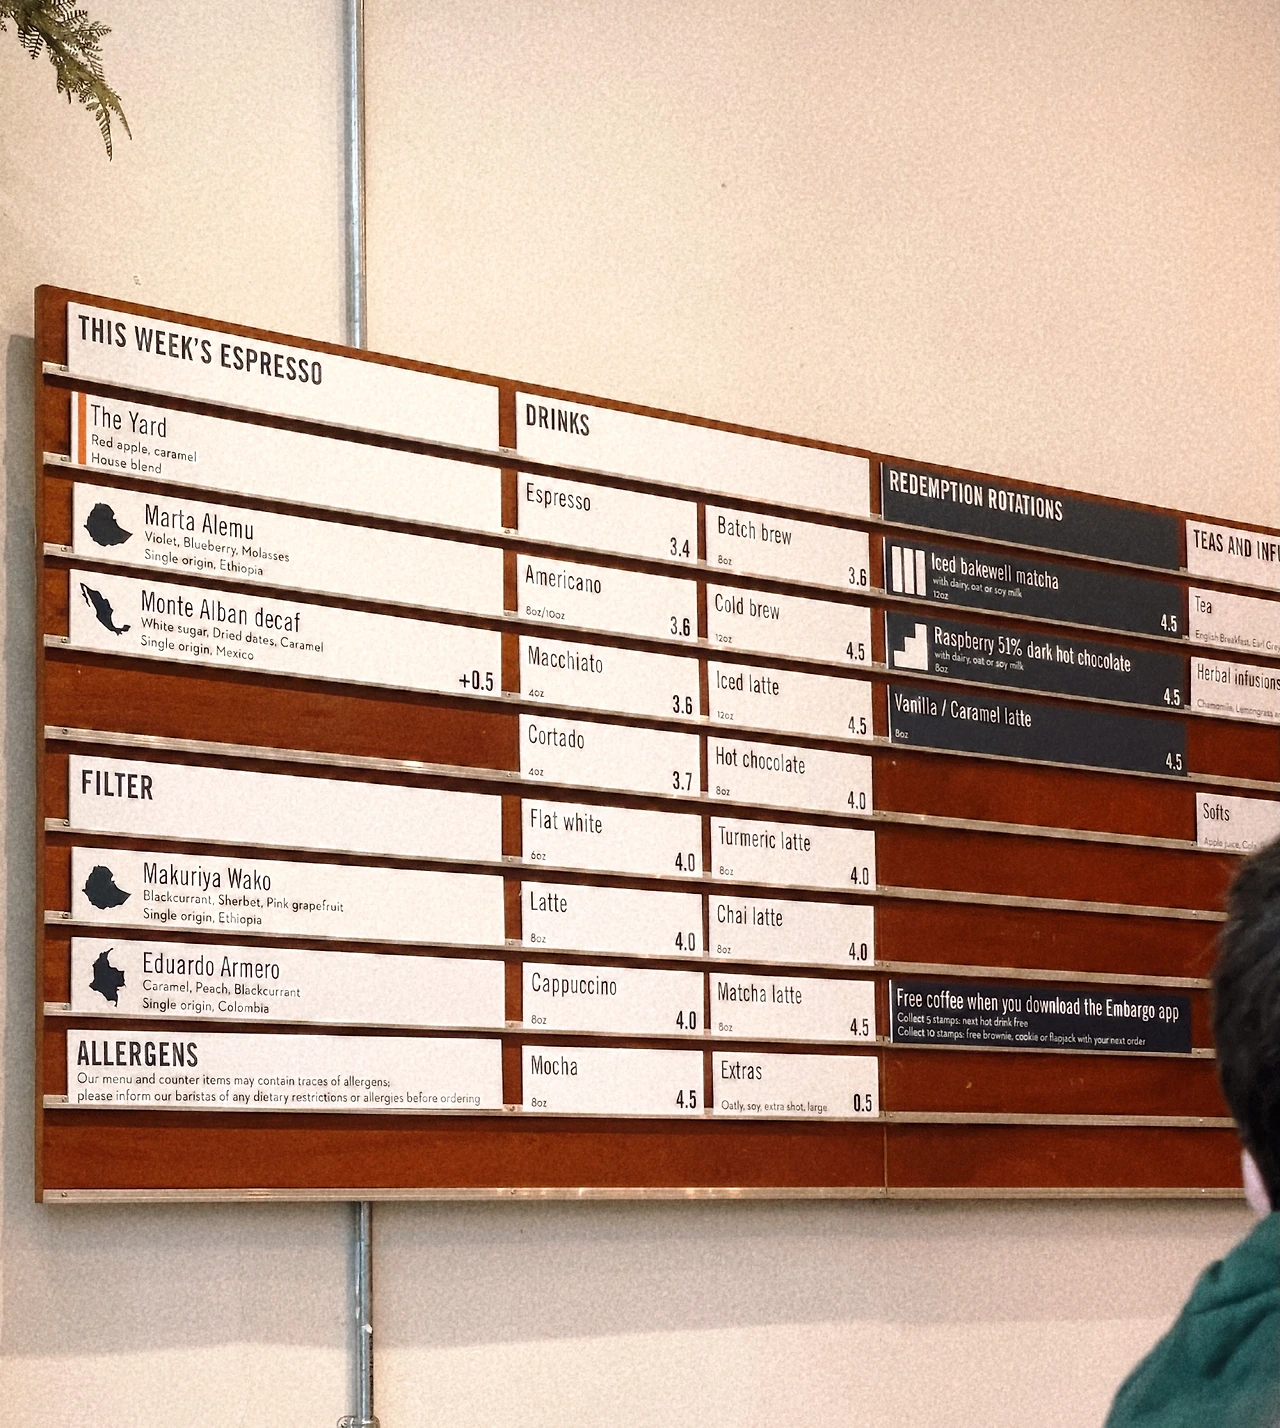 THIS WEEK'S ESPRESSO
The Yard
Red apple, caramel
House blend
Marta Alemu
Violet, Blueberry, Molasses
Single origin, Ethiopia
Monte Alban decaf
White sugar, Dried dates, Caramel
Single origin, Mexico
+0.5
FILTER
Makuriya Wako
Blackcurrant, Sherbet, Pink grapefruit
Single origin, Ethiopia
Eduardo Armero
Caramel, Peach, Blackcurrant
Single origin, Colombia
ALLERGENS
Our menu and counter items may contain traces of allergens;
please inform our baristas of any dietary restrictions or allergies before ordering
DRINKS
Espresso
3.4
Americano
8oz/10oz
3.6
Macchiato
4oz
3.6
Cortado
4oz
3.7
Flat white
6oz
4.0
Latte
8oz
4.0
Cappuccino
8oz
4.0
Mocha
8oz
4.5
Batch brew
8oz
3.6
Cold brew
12oz
4.5
Iced latte
12oz
4.5
Hot chocolate
8oz
4.0
Turmeric latte
8oz
4.0
Chai latte
8oz
4.0
Matcha latte
8oz
4.5
Extras
Oatly, soy, extra shot, large
0.5
REDEMPTION ROTATIONS
Iced bakewell matcha
with dairy, oat or soy milk
12oz
4.5
Raspberry 51% dark hot chocolate
with dairy, oat or soy milk
8oz
4.5
Vanilla / Caramel latte
8oz
4.5
Free coffee when you download the Embargo app
Collect 5 stamps: next hot drink free
Collect 10 stamps: free brownie, cookie or flapjack with your next order
TEAS AND INF
Tea
English Breakfast, Earl Grey
Herbal infusions
Chamomile, Lemongrass
Softs
Apple juice, Cola